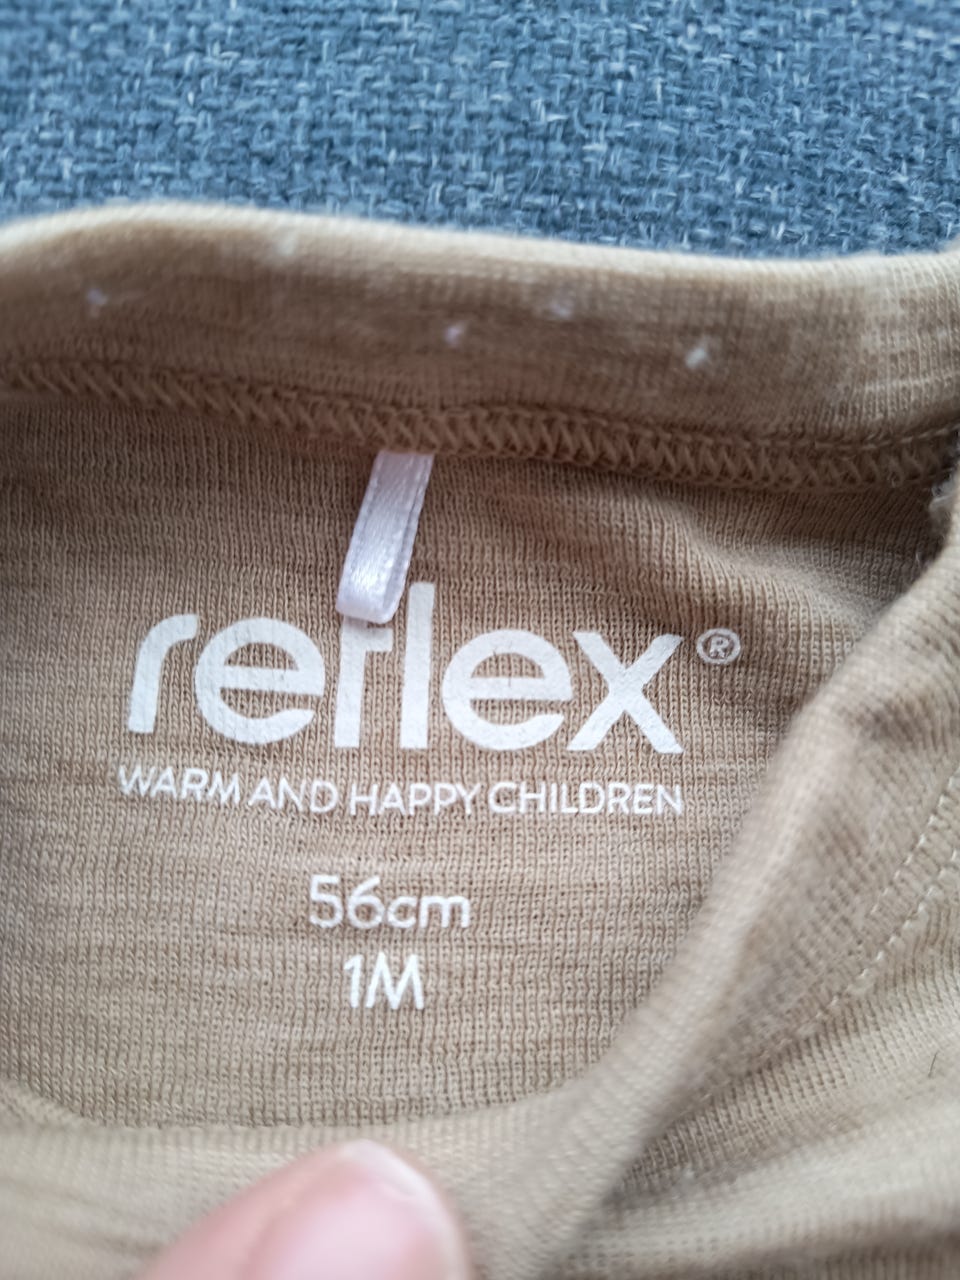 reflex®
WARM AND HAPPY CHILDREN
56cm
1M